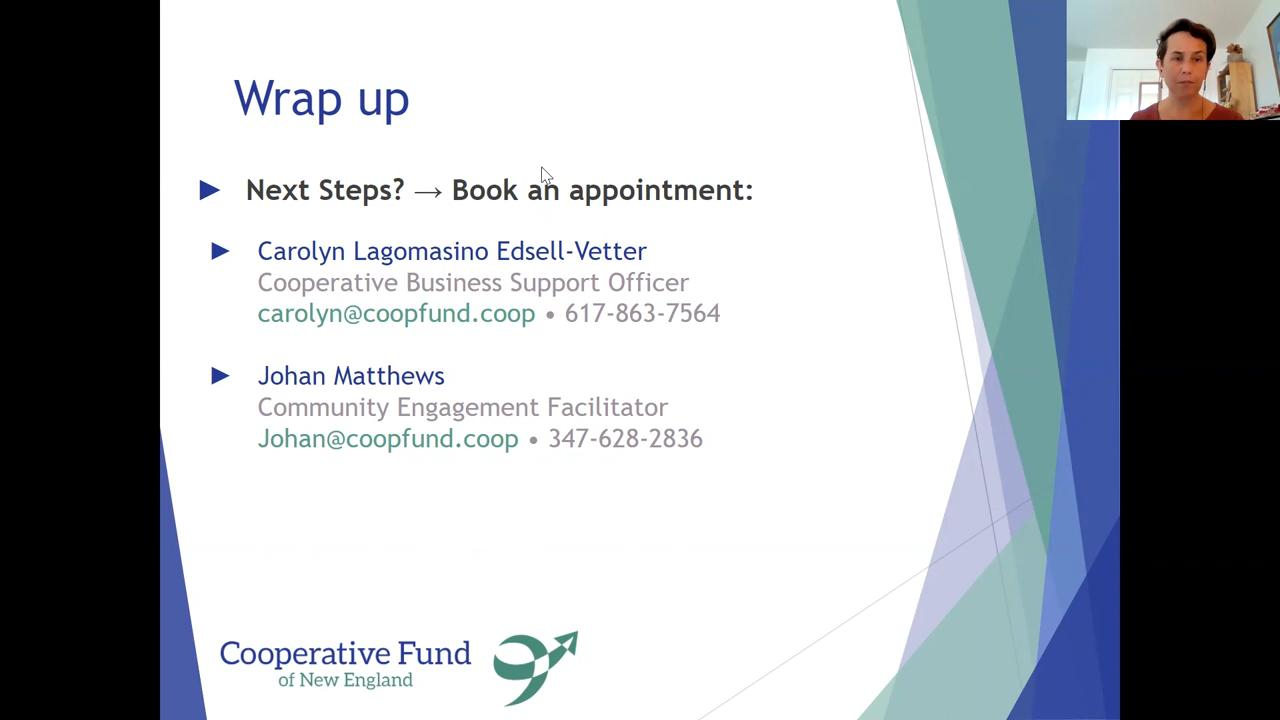 Wrap up
Next Steps? → Book an appointment:
Carolyn Lagomasino Edsell-Vetter
Cooperative Business Support Officer
carolyn@coopfund.coop • 617-863-7564
Johan Matthews
Community Engagement Facilitator
Johan@coopfund.coop • 347-628-2836
Cooperative Fund
of New England